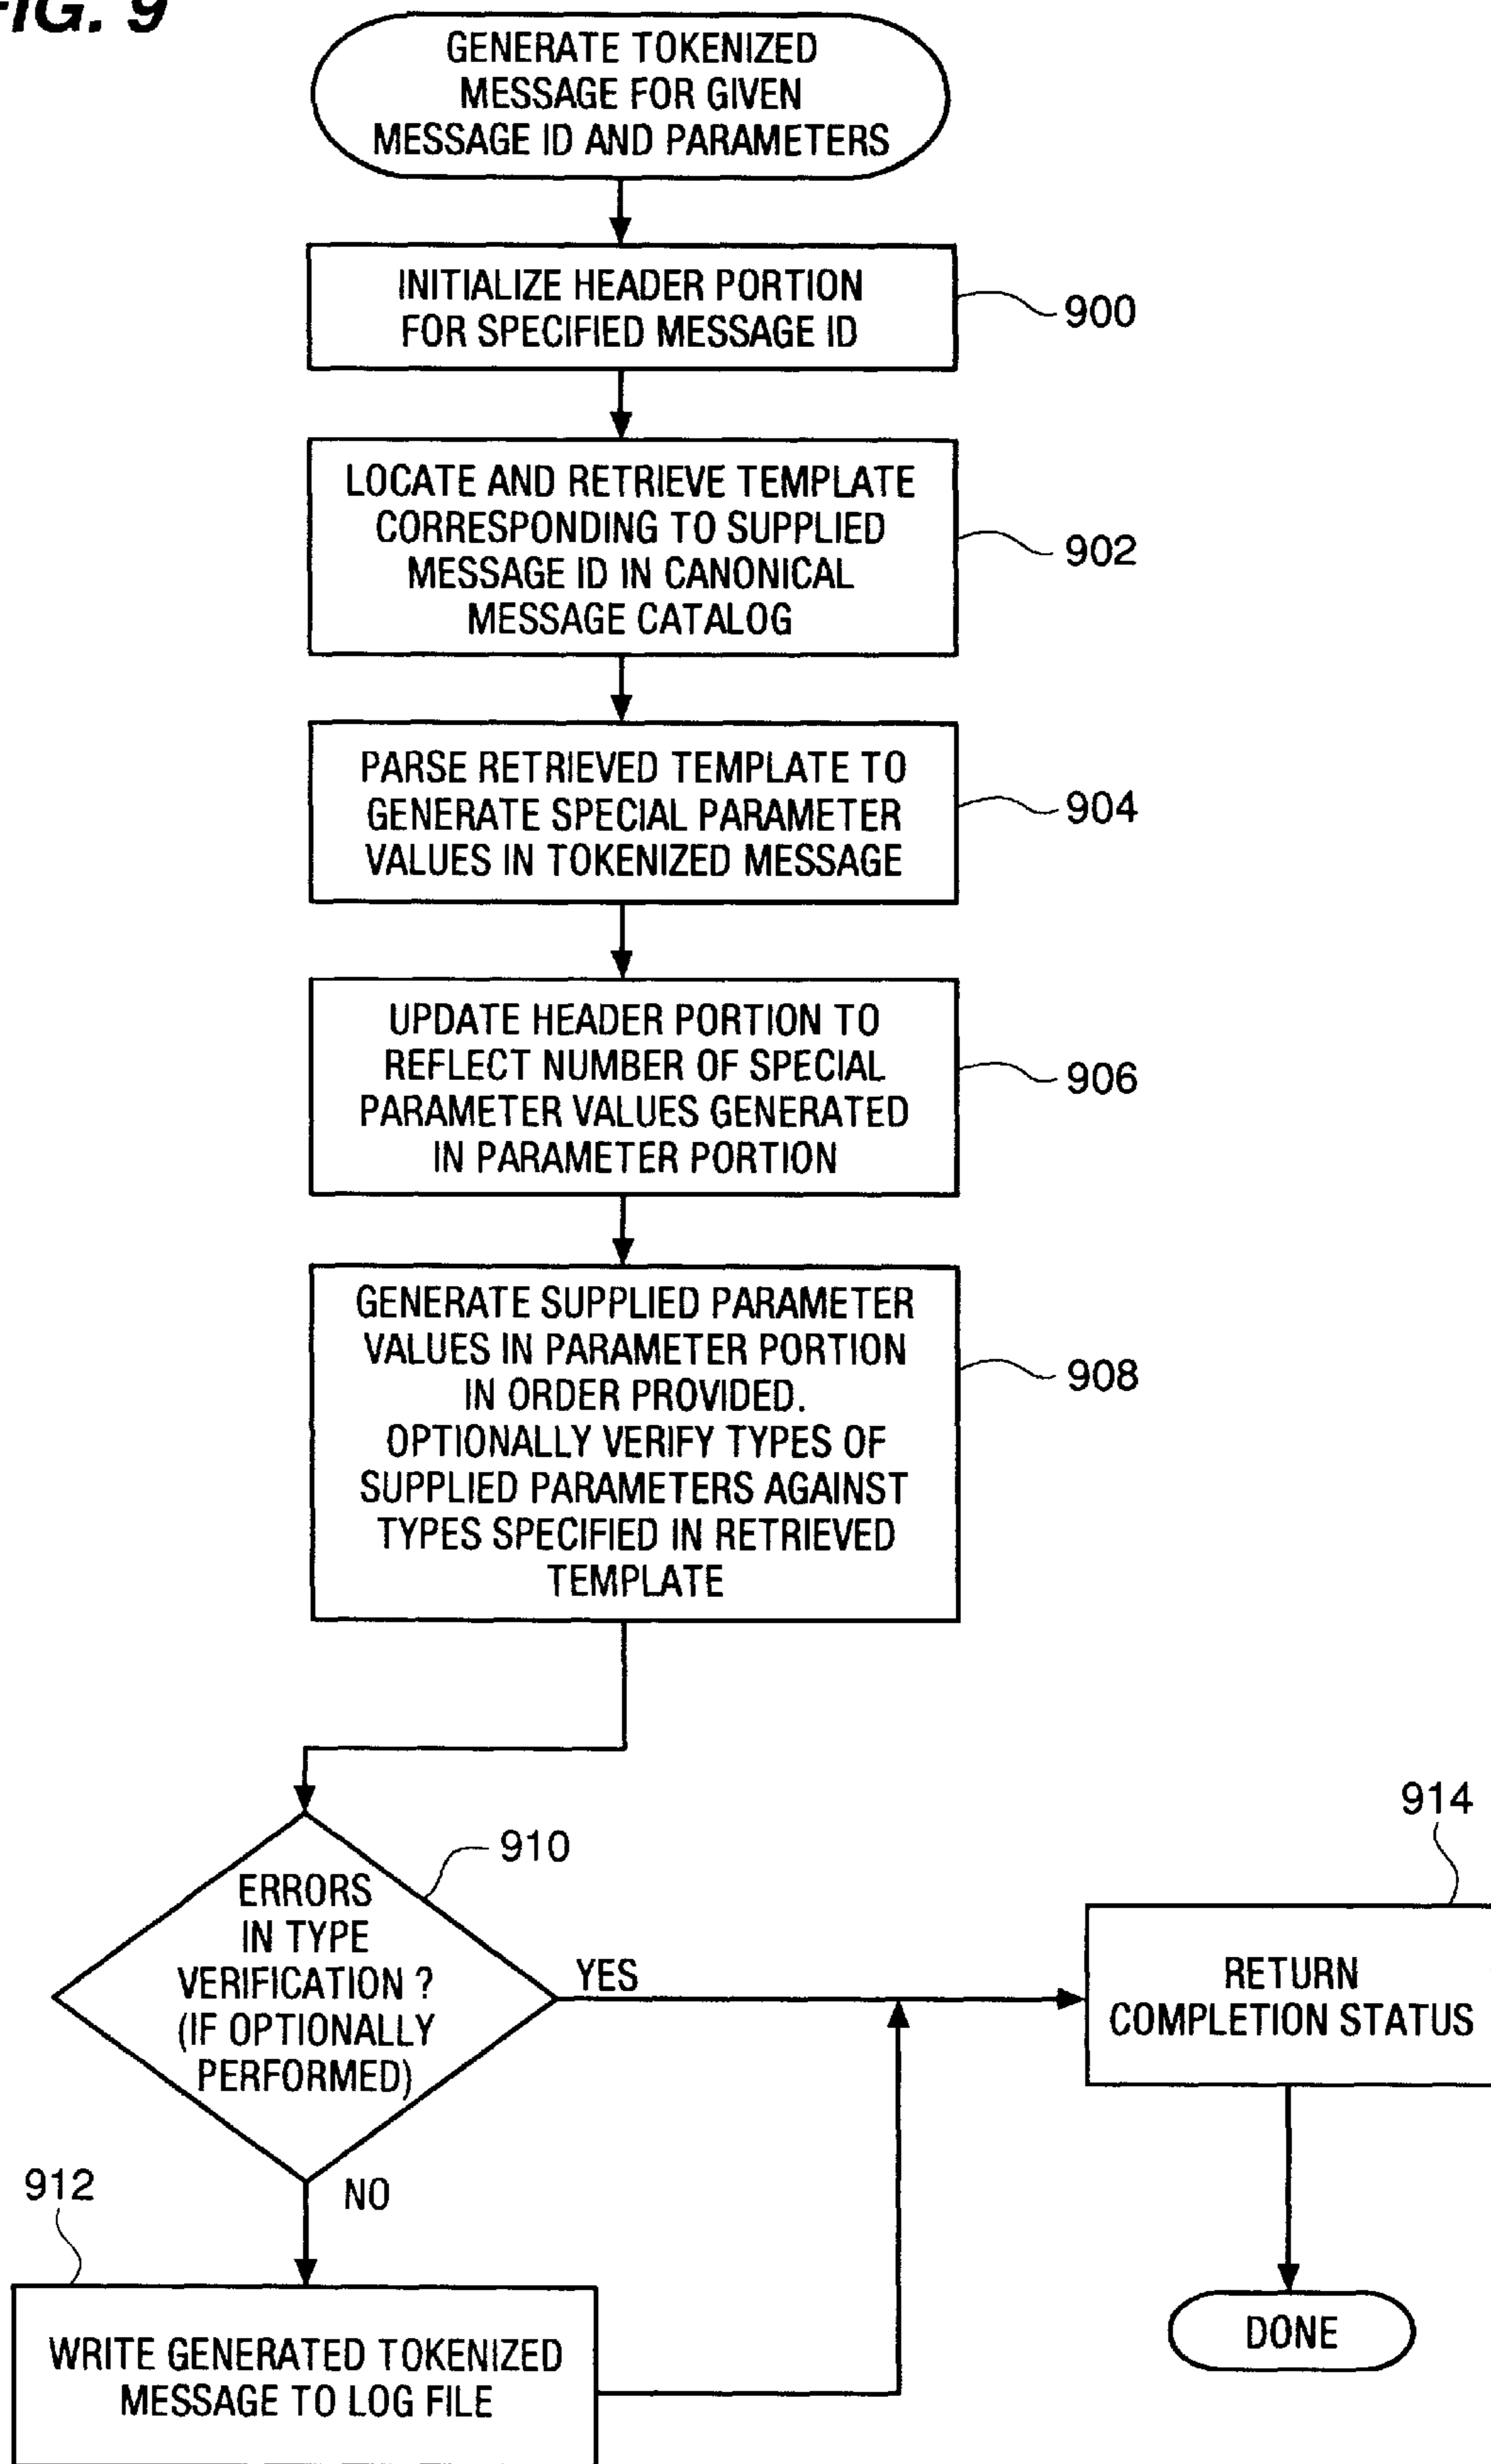 FIG. 9
GENERATE TOKENIZED
MESSAGE FOR GIVEN
MESSAGE ID AND PARAMETERS
INITIALIZE HEADER PORTION
FOR SPECIFIED MESSAGE ID
900
LOCATE AND RETRIEVE TEMPLATE
CORRESPONDING TO SUPPLIED
MESSAGE ID IN CANONICAL
MESSAGE CATALOG
902
PARSE RETRIEVED TEMPLATE TO
GENERATE SPECIAL PARAMETER
VALUES IN TOKENIZED MESSAGE
904
UPDATE HEADER PORTION TO
REFLECT NUMBER OF SPECIAL
PARAMETER VALUES GENERATED
IN PARAMETER PORTION
906
GENERATE SUPPLIED PARAMETER
VALUES IN PARAMETER PORTION
IN ORDER PROVIDED.
OPTIONALLY VERIFY TYPES OF
SUPPLIED PARAMETERS AGAINST
TYPES SPECIFIED IN RETRIEVED
TEMPLATE
908
910
ERRORS
IN TYPE
VERIFICATION ?
(IF OPTIONALLY
PERFORMED)
YES
NO
914
RETURN
COMPLETION STATUS
912
WRITE GENERATED TOKENIZED
MESSAGE TO LOG FILE
DONE